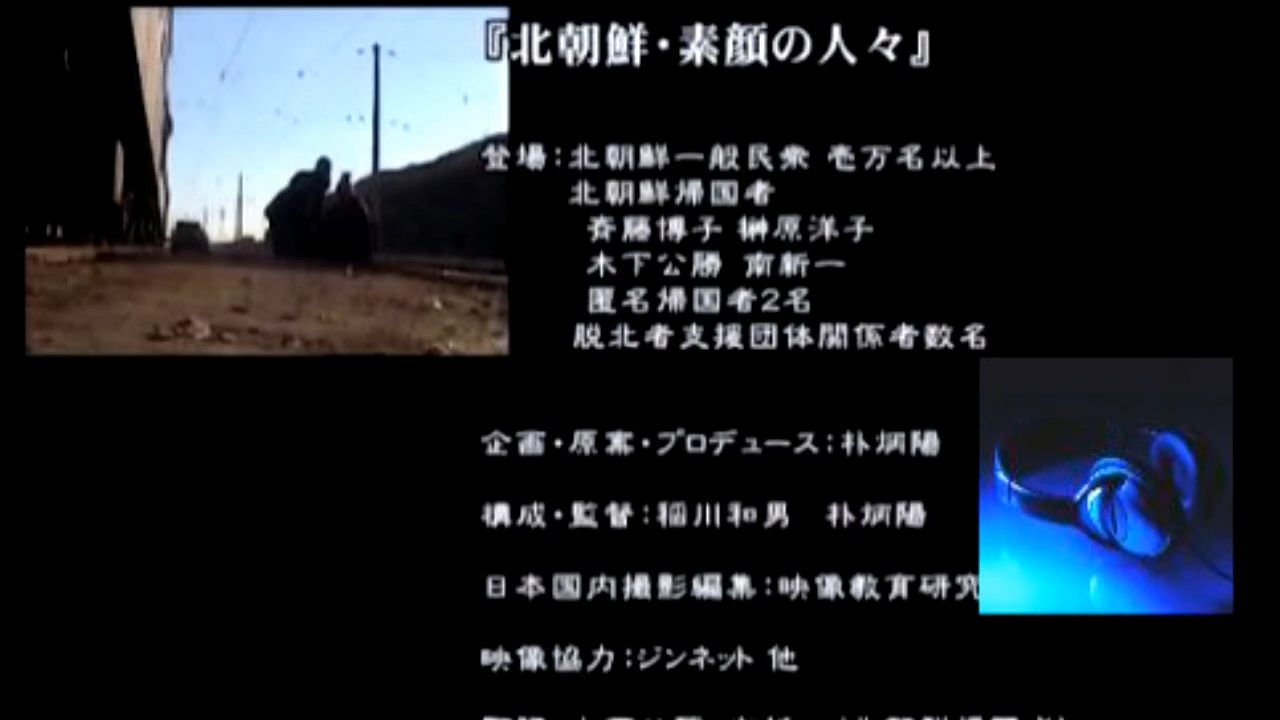 『北朝鮮・素顔の人々』
登場：北朝鮮一般民衆 壱万名以上
北朝鮮帰国者
斉藤博子 榊原洋子
木下公勝 南新一
匿名帰国者2名
脱北者支援団体関係者数名
企画・原案・プロデュース：朴炳陽
構成・監督：稲川和男 朴炳陽
日本国内撮影編集：映像教育研究
映像協力：ジンネット 他